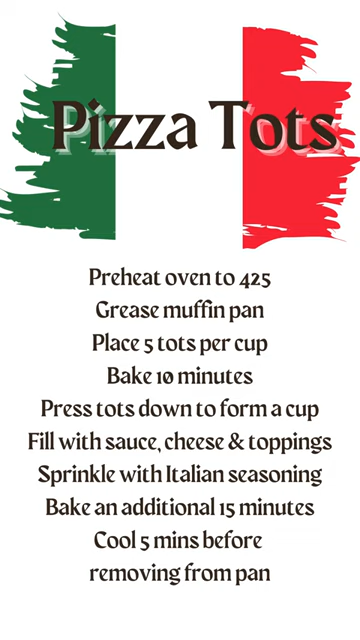 Pizza Tots
Preheat oven to 425
Grease muffin pan
Place 5 tots per cup
Bake 10 minutes
Press tots down to form a cup
Fill with sauce, cheese & toppings
Sprinkle with Italian seasoning
Bake an additional 15 minutes
Cool 5 mins before
removing from pan